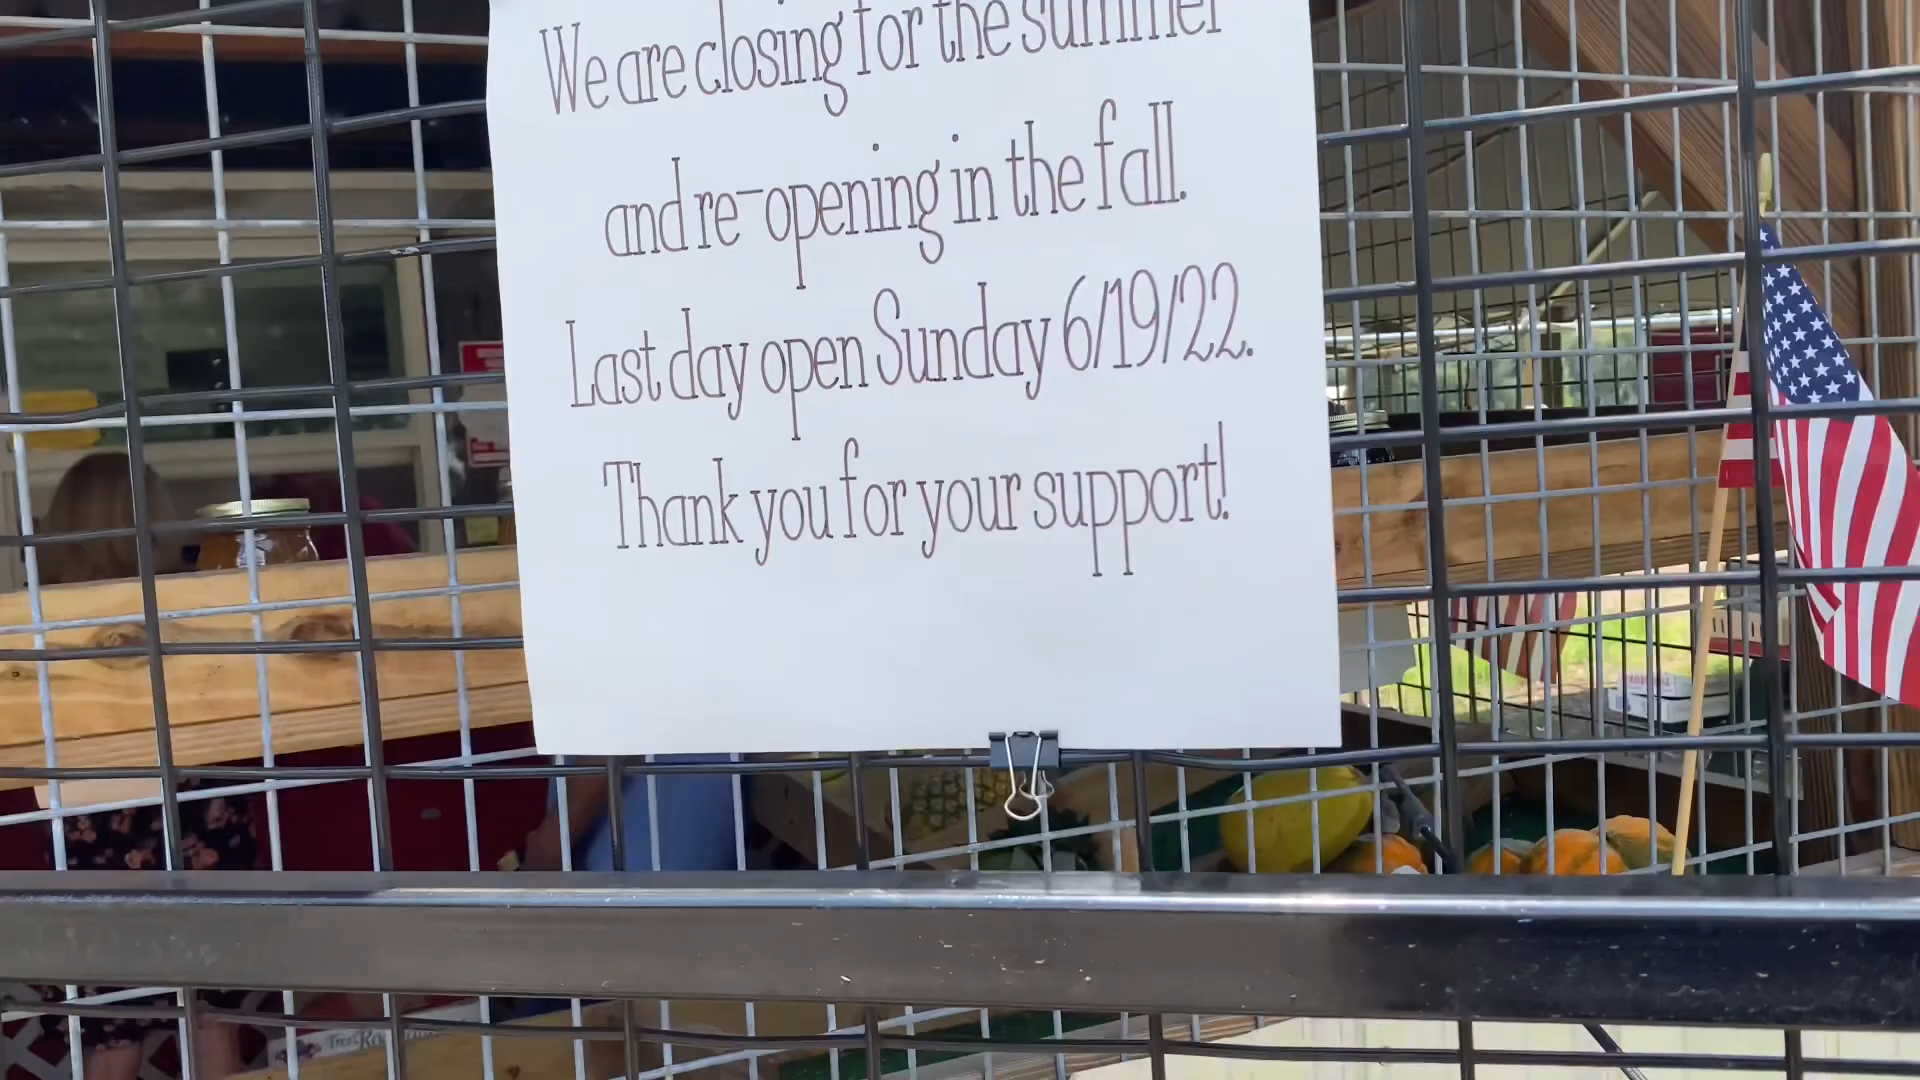 We are closing for the summer
and re-opening in the fall.
Last day open Sunday 6/19/22.
Thank you for your support!